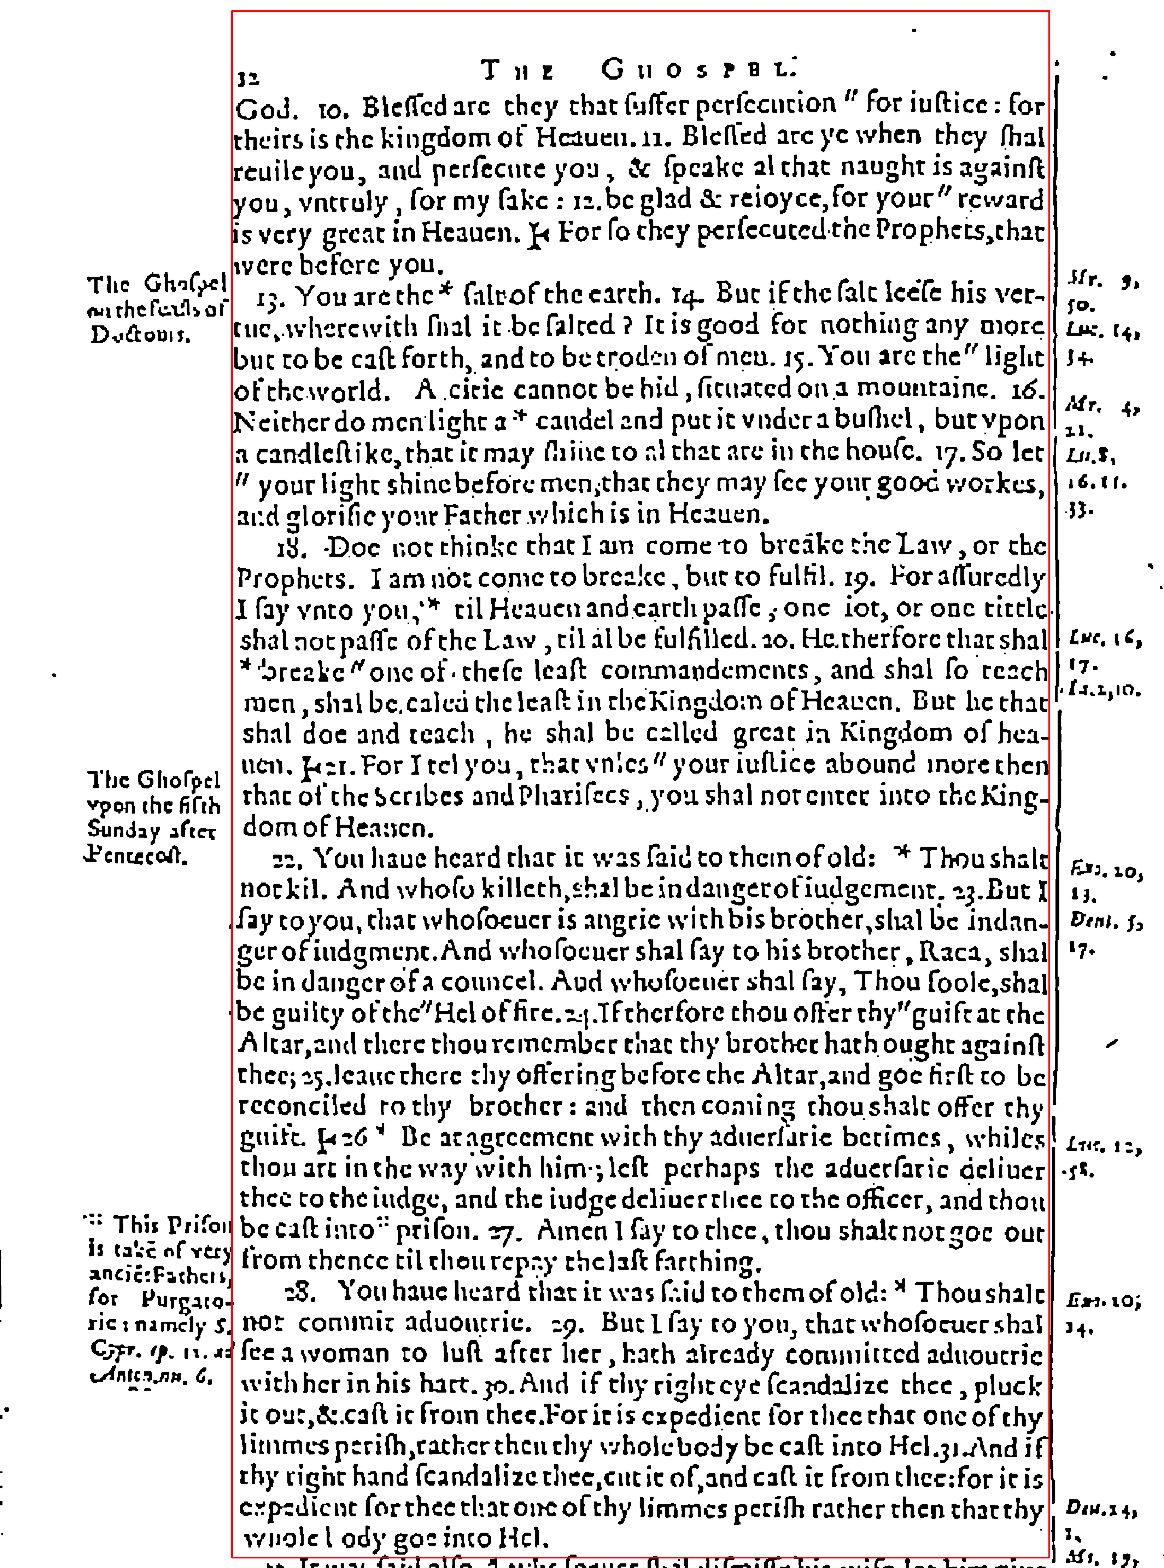 32
THE GHOSPEL.
God. 10. Bleſſed are they that ſuffer perſecution " for iuſtice: for
theirs is the kingdom of Heauen. 11. Bleſſed are ye when they ſhal
reuile you, and perſecute you, & ſpeake al that naught is againſt
you, vntruly, for my ſake: 12. be glad & reioyce, for your " reward
is very great in Heauen. For ſo they perſecuted the Prophets, that
were before you.
The Ghoſpel
on the feaſts of
Doctours.
13. You are the * ſalt of the earth. 14. But if the ſalt leeſe his ver-
tue, wherewith ſhal it be ſalted? It is good for nothing any more
but to be caſt forth, and to be troden of men. 15. You are the " light
of the world. A citie cannot be hid, ſituated on a mountaine. 16.
Neither do men light a * candel and put it vnder a buſhel, but vpon
a candleſtike, that it may ſhine to al that are in the houſe. 17. So let
" your light shine before men, that they may ſee your good workes,
and glorifie your Father which is in Heauen.
Mr. 9,
50.
Luc. 14,
34.
Mr. 4,
21.
Lu. 8,
16. 11.
33.
18. Doe not thinke that I am come to breake the Law, or the
Prophets. I am not come to breake, but to fulfil. 19. For aſſuredly
I ſay vnto you, * til Heauen and earth paſſe, one iot, or one tittle
shal not paſſe of the Law, til al be fulfilled. 20. He therfore that shal
* breake " one of theſe leaſt commandements, and shal ſo teach
men, shal be caled the leaſt in the Kingdom of Heauen. But he that
shal doe and teach, he shal be called great in Kingdom of hea-
uen. 21. For I tel you, that vnles " your iuſtice abound more then
that of the Scribes and Phariſees, you shal not enter into the King-
dom of Heauen.
Luc. 16,
17.
Ia. 2, 10.
The Ghoſpel
vpon the fifth
Sunday after
Pentecoſt.
22. You haue heard that it was ſaid to them of old: * Thou shalt
not kil. And whoſo killeth, shal be in danger of iudgement. 23. But I
ſay to you, that whoſoeuer is angrie with his brother, shal be in dan-
ger of iudgment. And whoſoeuer shal ſay to his brother, Raca, shal
be in danger of a councel. And whoſoeuer shal ſay, Thou foole, shal
be guilty of the " Hel of fire. 24. If therfore thou offer thy " guift at the
Altar, and there thou remember that thy brother hath ought againſt
thee; 25. leaue there thy offering before the Altar, and goe firſt to be
reconciled to thy brother: and then coming thou shalt offer thy
guift. 26 * Be at agreement with thy aduerſarie betimes, whiles
thou art in the way with him; leſt perhaps the aduerſarie deliuer
thee to the iudge, and the iudge deliuer thee to the officer, and thou
be caſt into :: priſon. 27. Amen I ſay to thee, thou shalt not goe out
from thence til thou repay the laſt farthing.
Exo. 20,
13.
Deut. 5,
17.
Luc. 12,
58.
:: This Priſon
is takē of very
anciēt Fathers,
for Purgato-
rie: namely S.
Cypr. ep.
6.
28. You haue heard that it was ſaid to them of old: * Thou shalt
not commit aduoutrie. 29. But I ſay to you, that whoſoeuer shal
ſee a woman to luſt after her, hath already committed aduoutrie
with her in his hart. 30. And if thy right eye ſcandalize thee, pluck
it out, & caſt it from thee. For it is expedient for thee that one of thy
limmes periſh, rather then thy whole body be caſt into Hel. 31. And if
thy right hand ſcandalize thee, cut it of, and caſt it from thee: for it is
expedient for thee that one of thy limmes periſh rather then that thy
whole body goe into Hel.
Exo. 20,
14.
Deu. 24,
1.